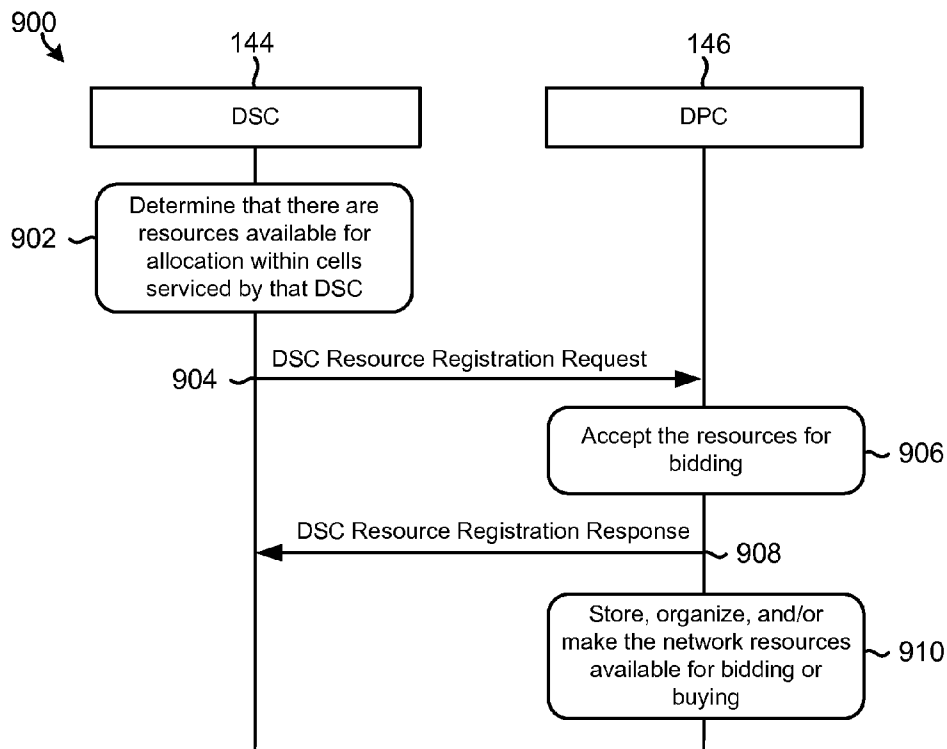 900
144
146
DSC
DPC
902
Determine that there are
resources available for
allocation within cells
serviced by that DSC
904
DSC Resource Registration Request
Accept the resources for
bidding
906
DSC Resource Registration Response
908
Store, organize, and/or
make the network resources
available for bidding or
buying
910